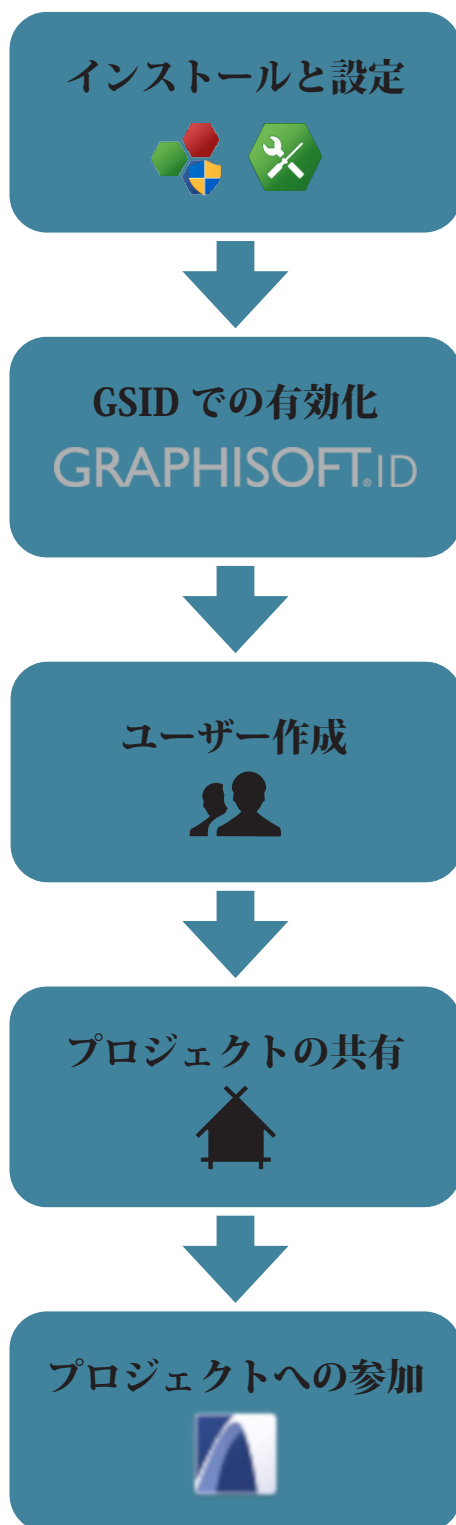 インストールと設定
GSID での有効化
GRAPHISOFT®ID
ユーザー作成
プロジェクトの共有
プロジェクトへの参加